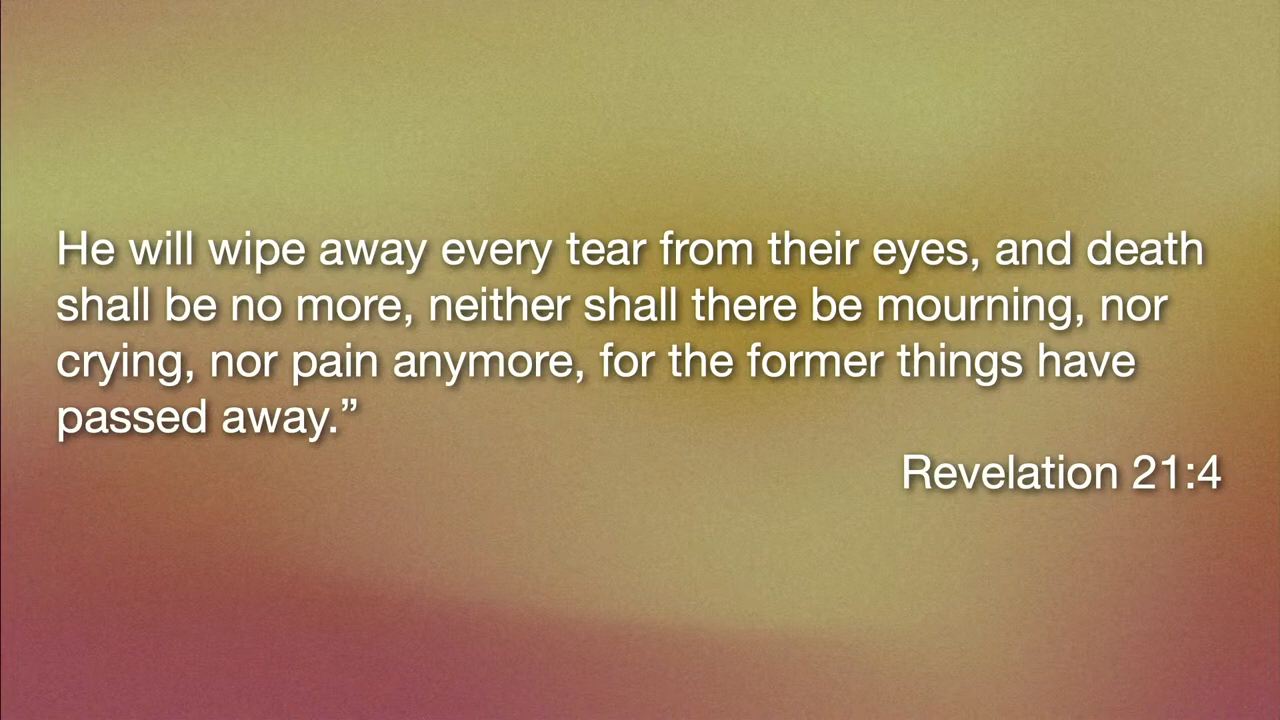 He will wipe away every tear from their eyes, and death
shall be no more, neither shall there be mourning, nor
crying, nor pain anymore, for the former things have
passed away.”
Revelation 21:4